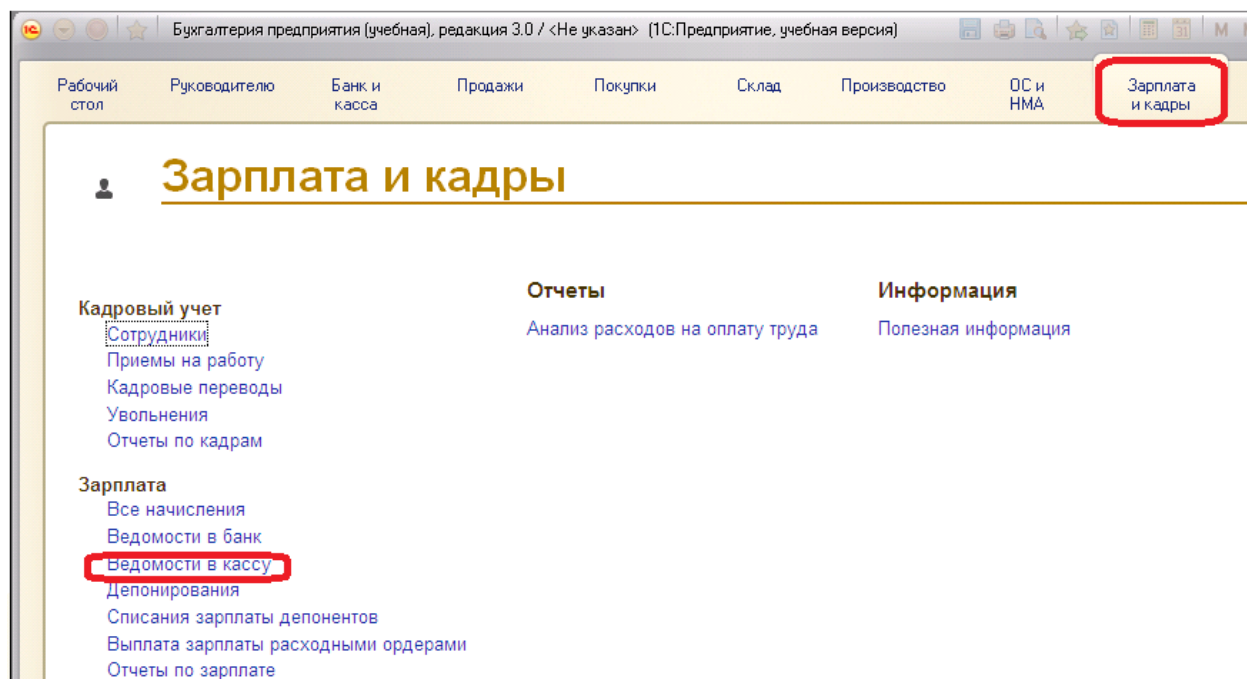 1С Бухгалтерия предприятия (учебная), редакция 3.0 / <Не указан> (1С:Предприятие, учебная версия) 31 M
Рабочий стол
Руководителю
Банк и касса
Продажи
Покупки
Склад
Производство
ОС и НМА
Зарплата и кадры
Зарплата и кадры
Кадровый учет
Сотрудники
Приемы на работу
Кадровые переводы
Увольнения
Отчеты по кадрам
Зарплата
Все начисления
Ведомости в банк
Ведомости в кассу
Депонирования
Списания зарплаты депонентов
Выплата зарплаты расходными ордерами
Отчеты по зарплате
Отчеты
Анализ расходов на оплату труда
Информация
Полезная информация